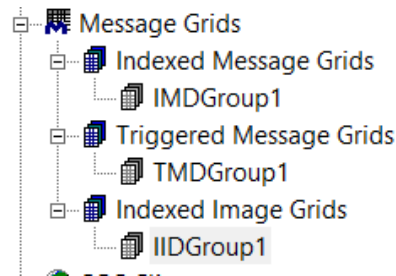 Message Grids
Indexed Message Grids
IMDGroup1
Triggered Message Grids
TMDGroup1
Indexed Image Grids
IIDGroup1